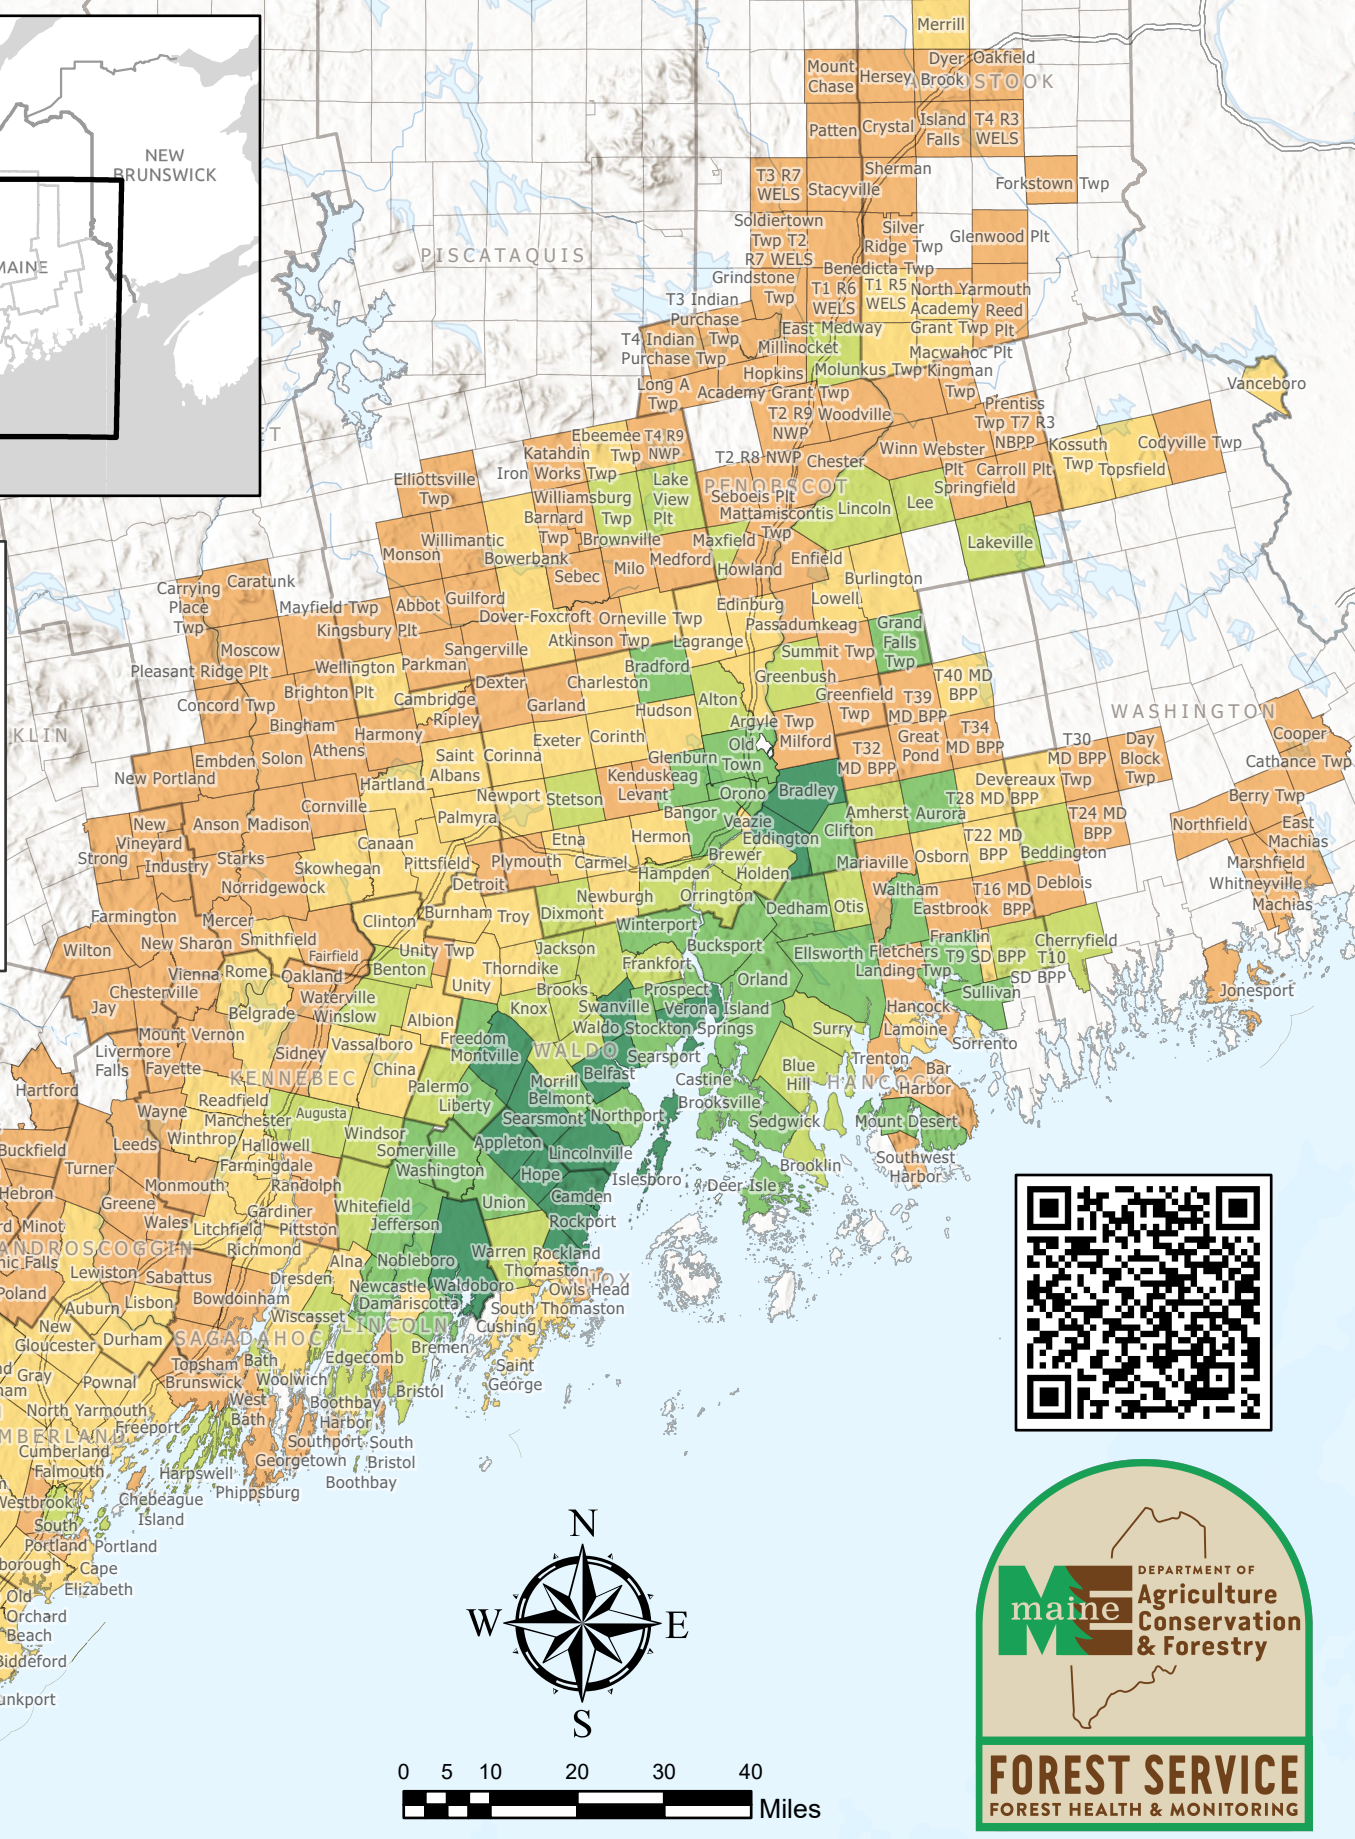 Merrill
NEW
BRUNSWICK
MAINE
Mount
Chase
Hersey
Dyer
Brook
Oakfield
AROOSTOOK
Patten
Crystal
Island
Falls
T4 R3
WELS
T3 R7
WELS
Stacyville
Sherman
Forkstown Twp
Soldiertown
Twp T2
R7 WELS
Silver
Ridge Twp
Glenwood Plt
PISCATAQUIS
Benedicta Twp
Grindstone
Twp
T1 R6
WELS
T1 R5
WELS
North Yarmouth
Academy
Grant Twp
Reed
Plt
T3 Indian
Purchase
Twp
T4 Indian
Purchase Twp
East
Millinocket
Medway
Macwahoc Plt
Long A
Twp
Hopkins
Academy Grant Twp
Molunkus Twp
Kingman
Twp
Vanceboro
T2 R9
NWP
Woodville
Prentiss
Twp T7 R3
NBPP
Ebeemee
Twp
T4 R9
NWP
Katahdin
Iron Works Twp
T2 R8 NWP
Chester
Winn
Webster
Plt
Carroll Plt
Kossuth
Twp
Topsfield
Codyville Twp
Elliottsville
Twp
Williamsburg
Twp
Lake
View
Plt
PENOBSCOT
Seboeis Plt
Mattamiscontis
Twp
Lincoln
Lee
Springfield
Barnard
Twp
Brownville
Maxfield
Lakeville
Willimantic
Monson
Bowerbank
Sebec
Milo
Medford
Howland
Enfield
Burlington
Carrying
Place
Twp
Caratunk
Mayfield Twp
Abbot
Guilford
Dover-Foxcroft
Orneville Twp
Edinburg
Lowell
Kingsbury Plt
Atkinson Twp
Lagrange
Passadumkeag
Grand
Falls
Twp
Moscow
Pleasant Ridge Plt
Wellington
Parkman
Sangerville
Bradford
Summit Twp
Brighton Plt
Cambridge
Dexter
Charleston
Greenbush
T40 MD
BPP
Concord Twp
Ripley
Garland
Hudson
Alton
Greenfield
Twp
T39
MD BPP
WASHINGTON
Bingham
Harmony
Exeter
Corinth
Argyle Twp
Old
Town
Milford
T32
MD BPP
Great
Pond
T34
MD BPP
T30
MD BPP
Day
Block
Twp
Cooper
Cathance Twp
Embden
Solon
Athens
Saint
Albans
Corinna
Glenburn
New Portland
Hartland
Newport
Stetson
Kenduskeag
Levant
Orono
Bradley
Devereaux Twp
T28 MD BPP
Berry Twp
Cornville
Palmyra
Bangor
Veazie
Amherst
Aurora
T24 MD
BPP
New
Vineyard
Anson
Madison
Canaan
Etna
Hermon
Eddington
Clifton
T22 MD
BPP
Beddington
Northfield
East
Machias
Strong
Industry
Starks
Skowhegan
Pittsfield
Plymouth
Carmel
Brewer
Holden
Mariaville
Osborn
Marshfield
Norridgewock
Detroit
Hampden
Waltham
Eastbrook
T16 MD
BPP
Deblois
Whitneyville
Machias
Farmington
Mercer
Clinton
Burnham
Troy
Dixmont
Newburgh
Orrington
Dedham
Otis
Wilton
New Sharon
Smithfield
Fairfield
Unity Twp
Winterport
Bucksport
Ellsworth
Fletchers
Landing Twp
Franklin
T9 SD BPP
Cherryfield
T10
SD BPP
Vienna
Rome
Oakland
Benton
Jackson
Frankfort
Thorndike
Chesterville
Waterville
Winslow
Unity
Brooks
Prospect
Orland
Sullivan
Jonesport
Jay
Belgrade
Knox
Swanville
Verona Island
Hancock
Mount Vernon
Albion
Freedom
Montville
Waldo
Stockton Springs
Surry
Lamoine
Sorrento
Livermore
Falls
Fayette
Sidney
Vassalboro
WALDO
Searsport
Trenton
KENNEBEC
China
Morrill
Belfast
Castine
Blue
Hill
HANCOCK
Bar
Harbor
Hartford
Readfield
Palermo
Liberty
Belmont
Searsmont
Northport
Brooksville
Wayne
Augusta
Manchester
Winthrop
Hallowell
Windsor
Somerville
Appleton
Lincolnville
Sedgwick
Mount Desert
Buckfield
Leeds
Turner
Farmingdale
Washington
Hope
Islesboro
Brooklin
Southwest
Harbor
Monmouth
Randolph
Camden
Deer Isle
Hebron
Greene
Gardiner
Whitefield
Union
Minot
Wales
Litchfield
Pittston
Jefferson
Rockport
ANDROSCOGGIN
Richmond
Alna
Nobleboro
Warren
Rockland
Lewiston
Sabattus
Dresden
Newcastle
Waldoboro
Thomaston
KNOX
Owls Head
Poland
Auburn
Lisbon
Bowdoinham
Wiscasset
Damariscotta
South Thomaston
New
Gloucester
Durham
SAGADAHOC
LINCOLN
Cushing
Bremen
Gray
Topsham
Bath
Edgecomb
Saint
George
Pownal
Brunswick
Woolwich
Bristol
North Yarmouth
West
Bath
Boothbay
Harbor
Freeport
Cumberland
Southport
South
Bristol
Falmouth
Harpswell
Georgetown
Boothbay
Phippsburg
Westbrook
Chebeague
Island
South
Portland
Portland
Cape
Elizabeth
Old
Orchard
Beach
Biddeford
N
W
E
S
0 5 10 20 30 40
Miles
maine
DEPARTMENT OF
Agriculture
Conservation
& Forestry
FOREST SERVICE
FOREST HEALTH & MONITORING